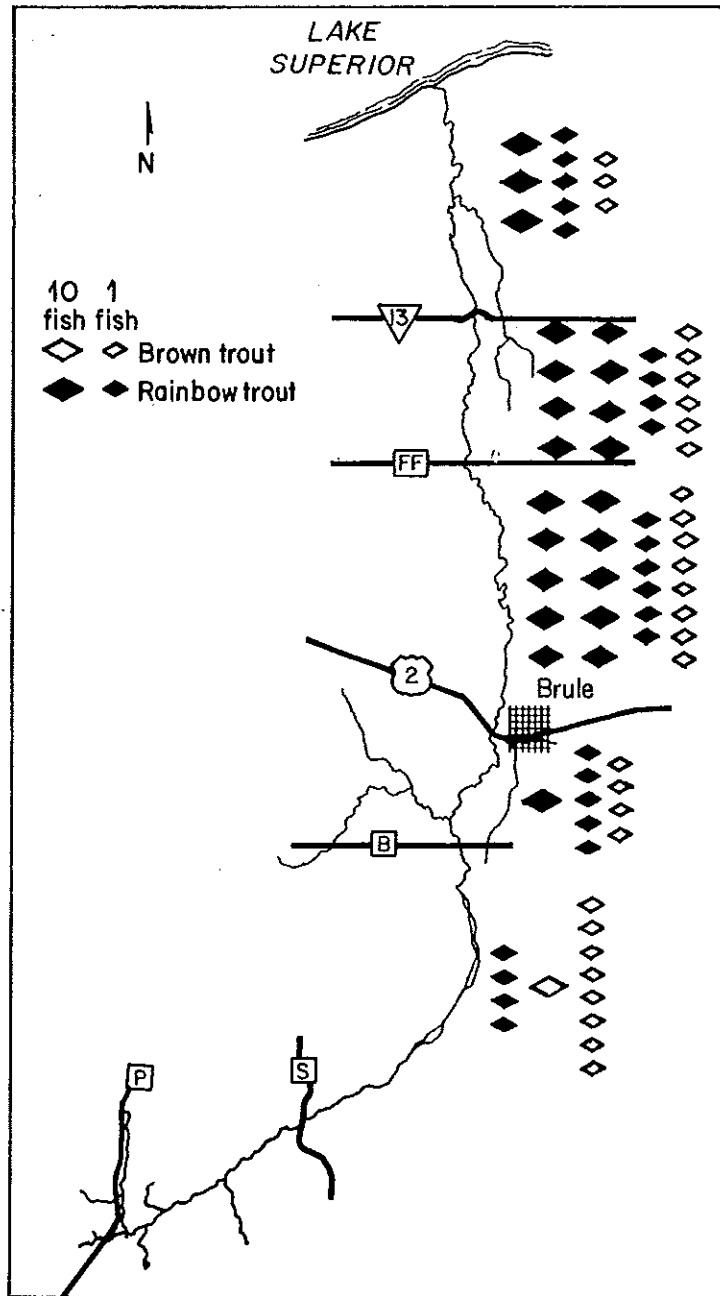 LAKE
SUPERIOR
N
10 1
fish fish
Brown trout
Rainbow trout
13
FF
2
Brule
B
P
S